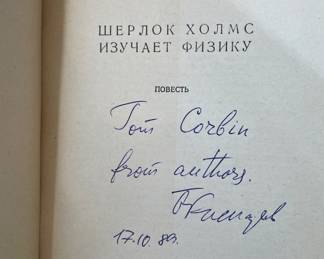 ШЕРЛОК ХОЛМС
ИЗУЧАЕТ ФИЗИКУ
ПОВЕСТЬ
Tom Corbin
from authors.
17.10.89.